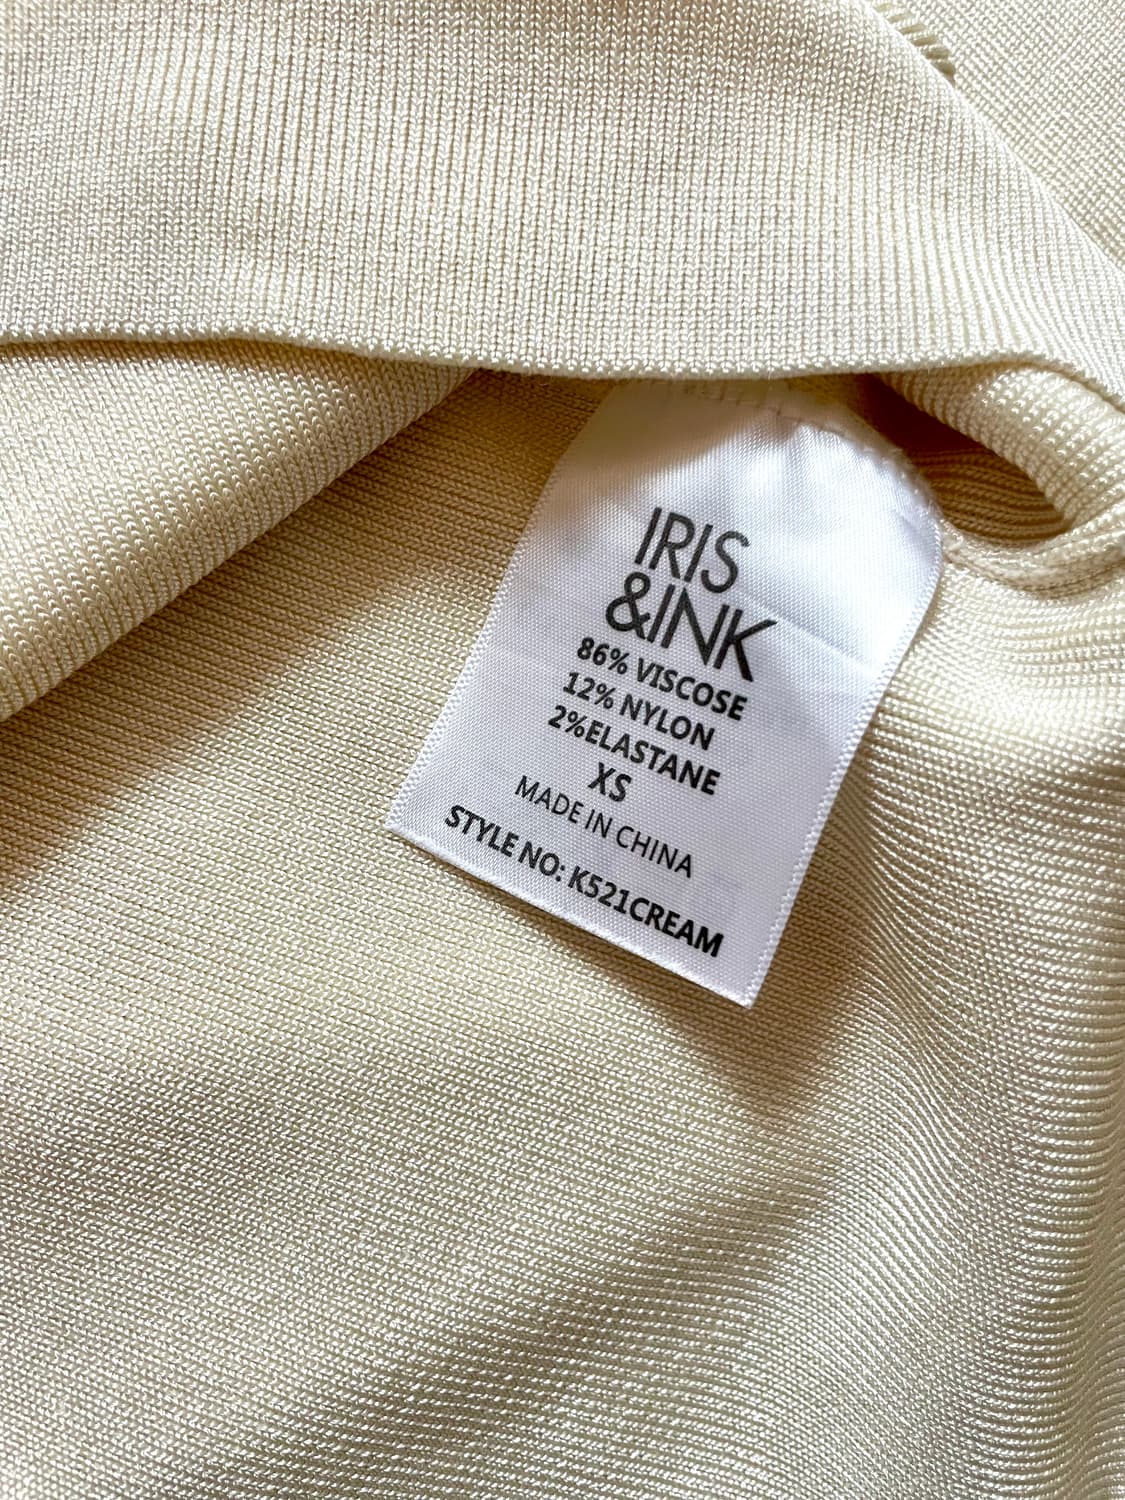 IRIS
&INK
86% VISCOSE
12% NYLON
2%ELASTANE
XS
MADE IN CHINA
STYLE NO: K521CREAM